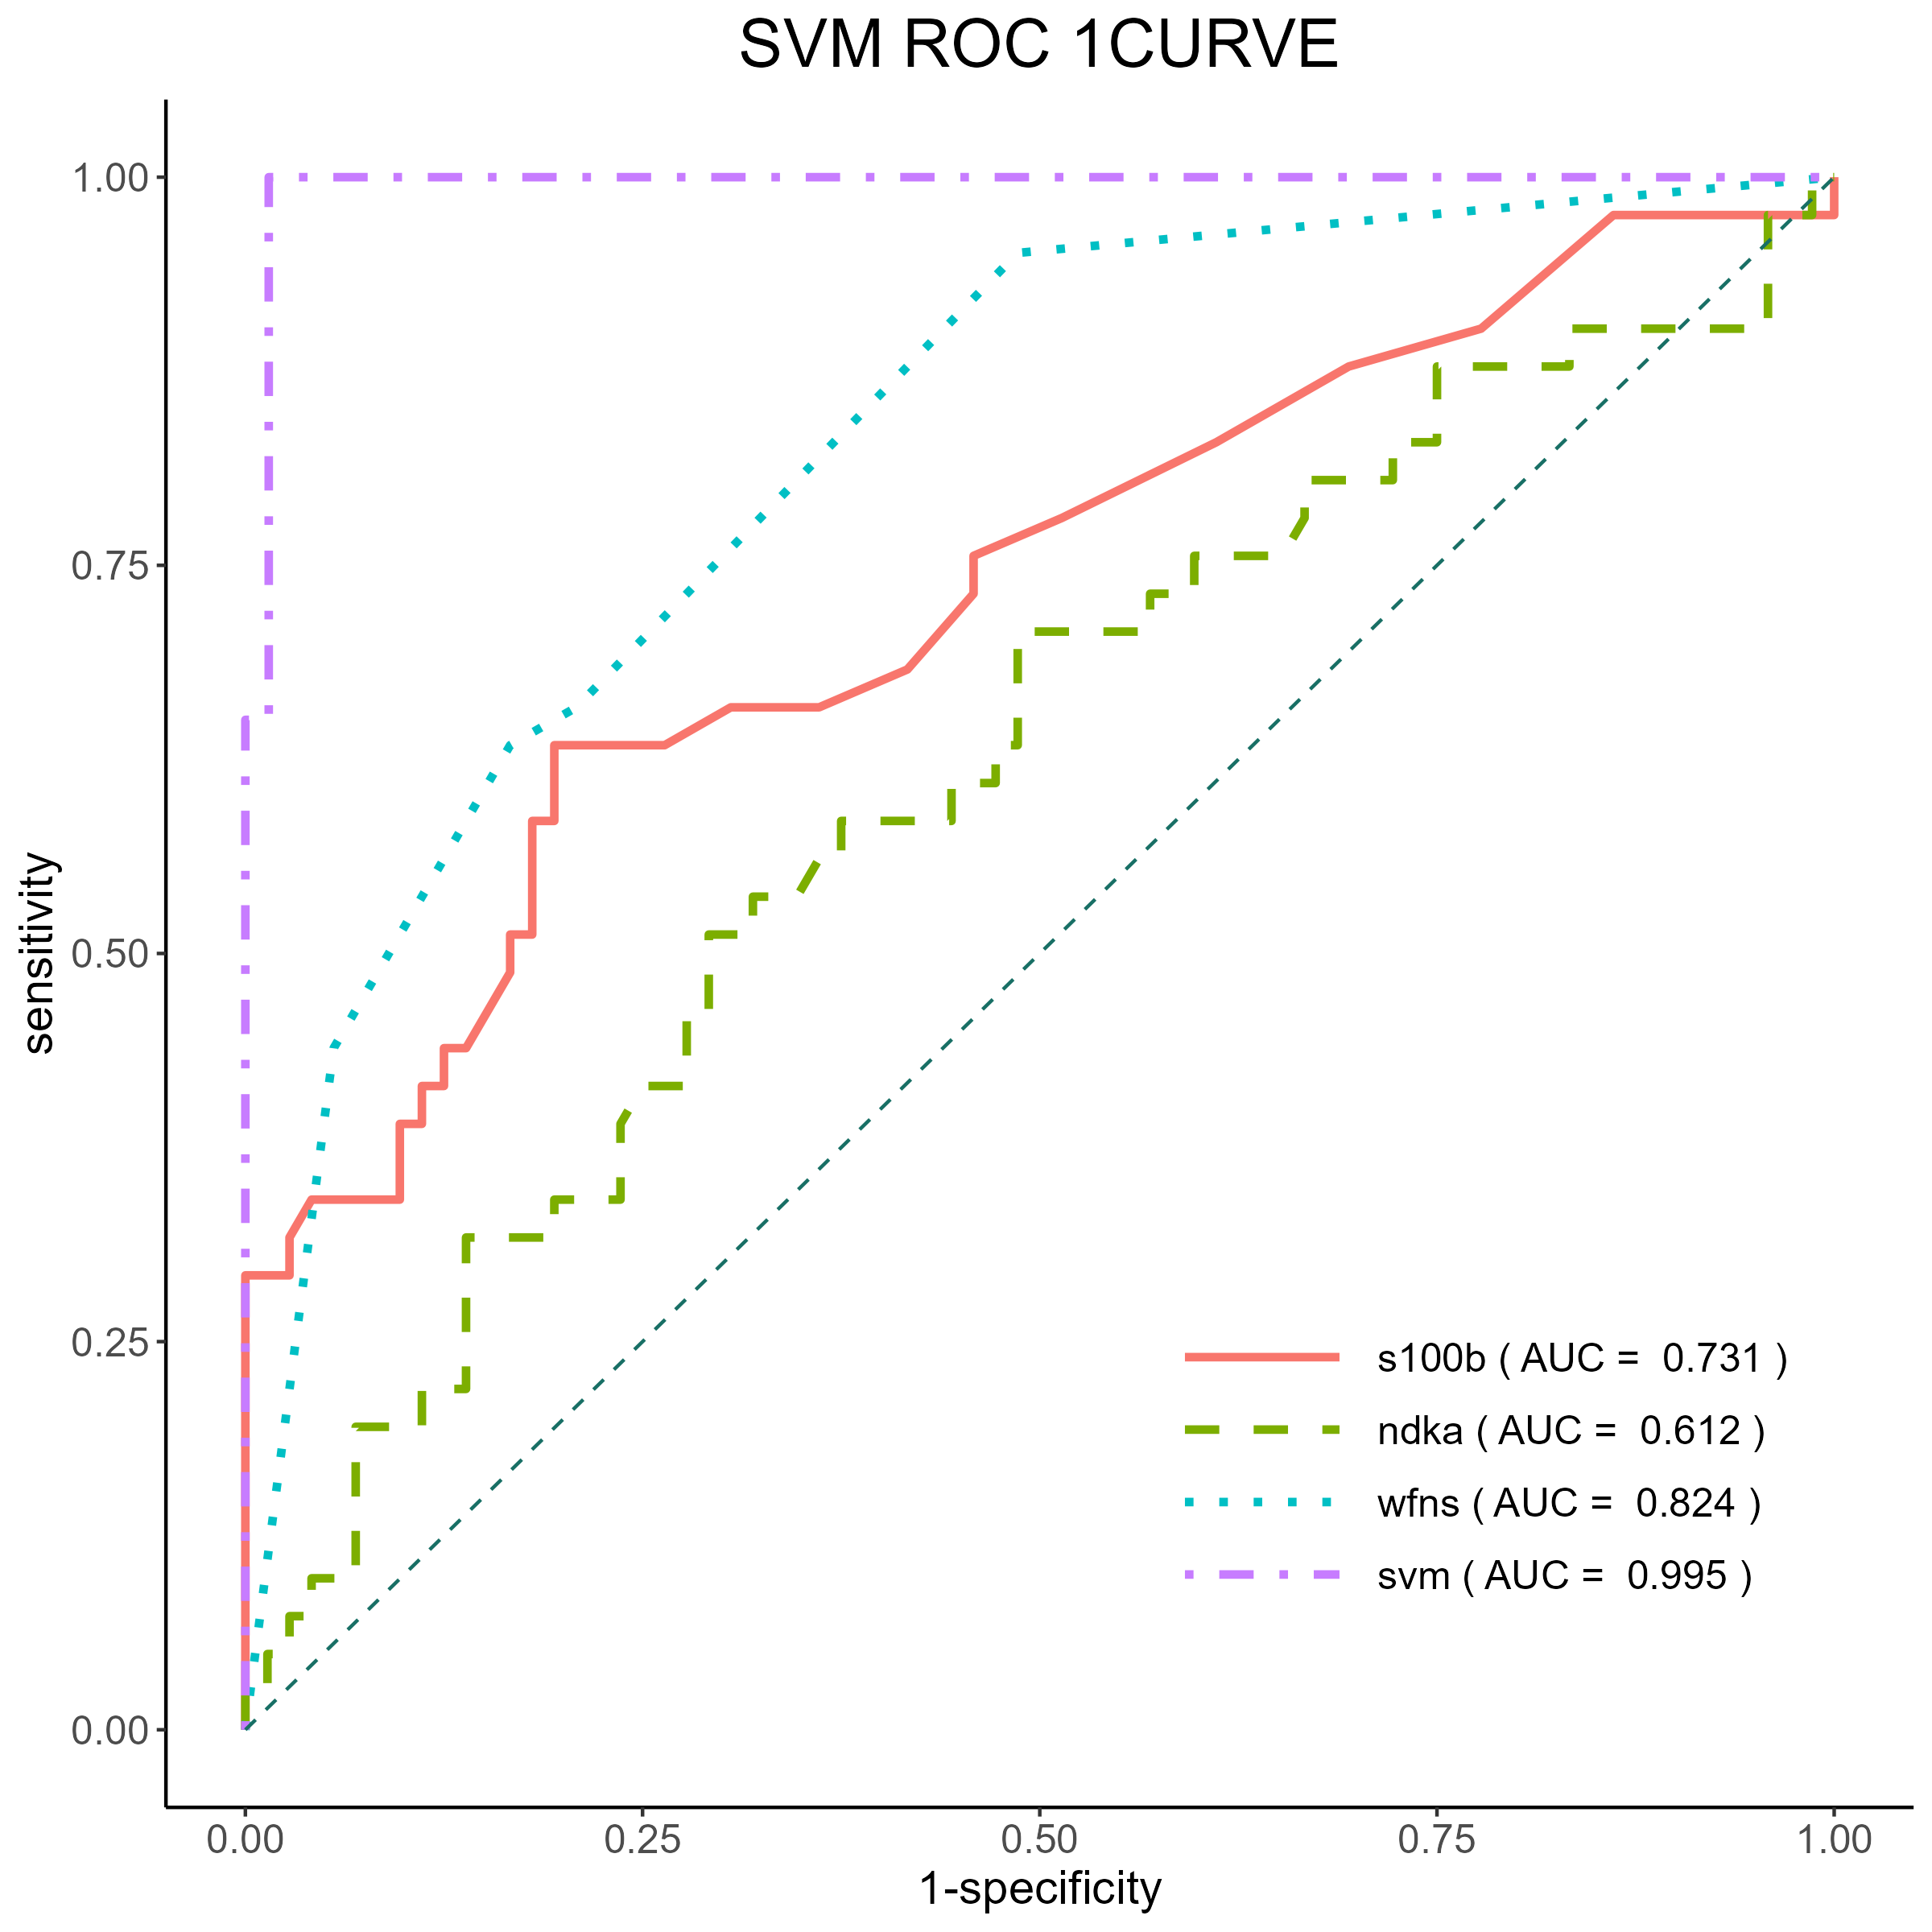 SVM ROC 1CURVE
1.00
0.75
0.50
0.25
0.00
sensitivity
s100b ( AUC = 0.731 )
ndka ( AUC = 0.612 )
wfns ( AUC = 0.824 )
svm ( AUC = 0.995 )
0.00 0.25 0.50 0.75 1.00
1-specificity